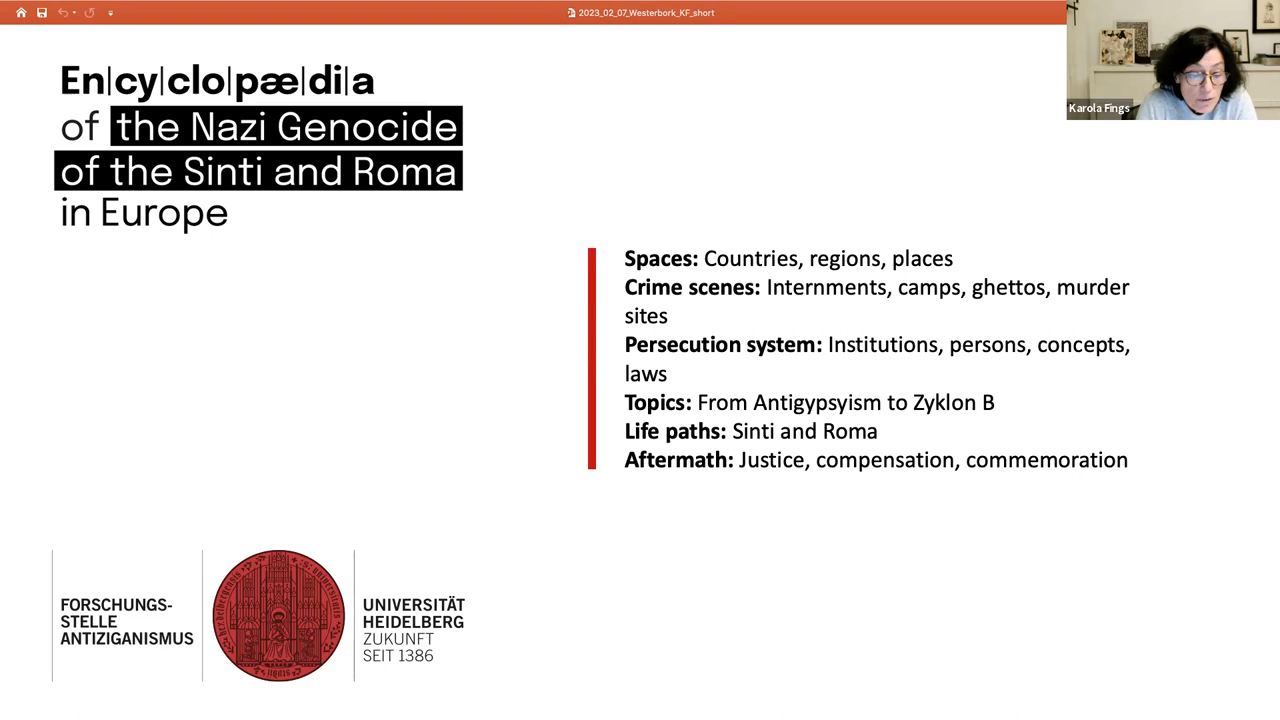 2023_02_07_Westerbork_KF_short
Karola Fings
En|cy|clo|pæ|di|a
of the Nazi Genocide
of the Sinti and Roma
in Europe
Spaces: Countries, regions, places
Crime scenes: Internments, camps, ghettos, murder
sites
Persecution system: Institutions, persons, concepts,
laws
Topics: From Antigypsyism to Zyklon B
Life paths: Sinti and Roma
Aftermath: Justice, compensation, commemoration
FORSCHUNGS-
STELLE
ANTIZIGANISMUS
UNIVERSITÄT
HEIDELBERG
ZUKUNFT
SEIT 1386